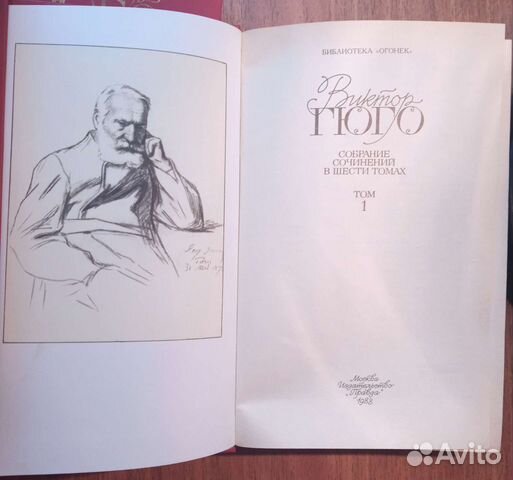 БИБЛИОТЕКА «ОГОНЕК»
Виктор
ГЮГО
СОБРАНИЕ
СОЧИНЕНИЙ
В ШЕСТИ ТОМАХ
ТОМ
1
Москва
Издательство
„Правда“
1988
Avito